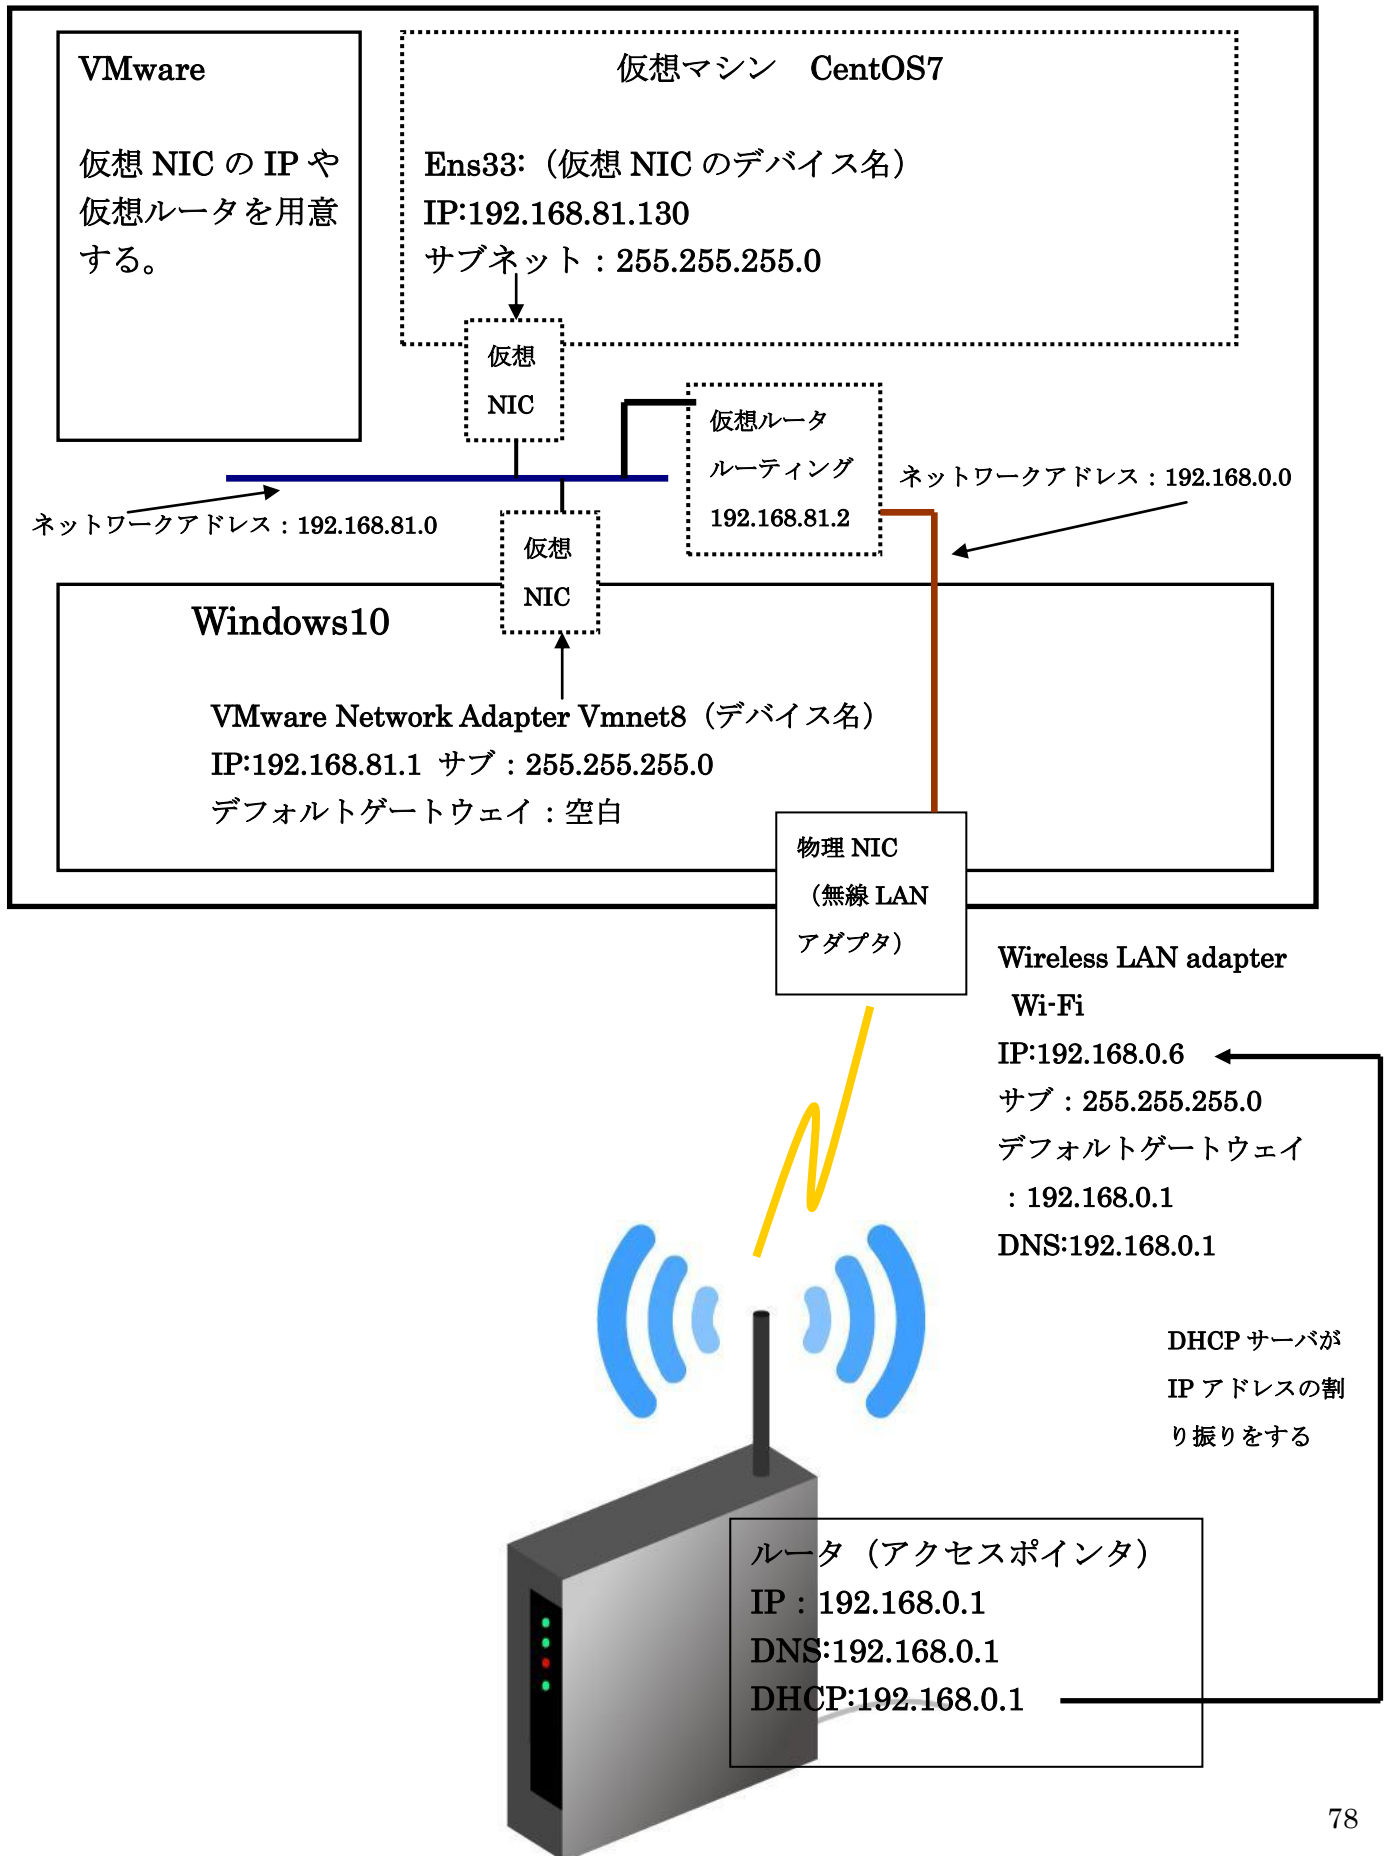 VMware
仮想 NIC の IP や
仮想ルータを用意
する。
仮想マシン　CentOS7
Ens33:（仮想 NIC のデバイス名）
IP:192.168.81.130
サブネット：255.255.255.0
仮想
NIC
仮想ルータ
ルーティング
192.168.81.2
ネットワークアドレス：192.168.0.0
ネットワークアドレス：192.168.81.0
仮想
NIC
Windows10
VMware Network Adapter Vmnet8（デバイス名）
IP:192.168.81.1 サブ：255.255.255.0
デフォルトゲートウェイ：空白
物理 NIC
（無線 LAN
アダプタ）
Wireless LAN adapter
Wi-Fi
IP:192.168.0.6
サブ：255.255.255.0
デフォルトゲートウェイ
：192.168.0.1
DNS:192.168.0.1
DHCP サーバが
IP アドレスの割
り振りをする
ルータ（アクセスポインタ）
IP：192.168.0.1
DNS:192.168.0.1
DHCP:192.168.0.1
78